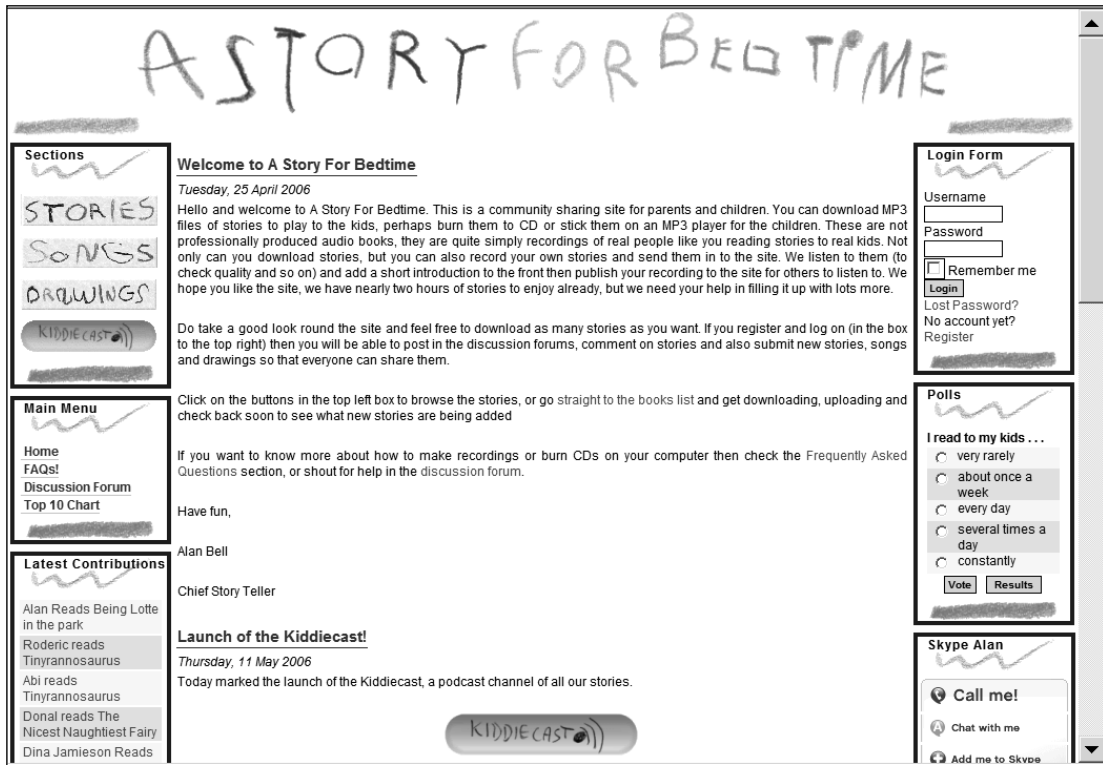 A STORY FOR BEDTIME
Sections
STORIES
SONGS
DRAWINGS
KIDDIECAST
Main Menu
Home
FAQs!
Discussion Forum
Top 10 Chart
Latest Contributions
Alan Reads Being Lotte
in the park
Roderic reads
Tinyrannosaurus
Abi reads
Tinyrannosaurus
Donal reads The
Nicest Naughtiest Fairy
Dina Jamieson Reads
Welcome to A Story For Bedtime
Tuesday, 25 April 2006
Hello and welcome to A Story For Bedtime. This is a community sharing site for parents and children. You can download MP3
files of stories to play to the kids, perhaps burn them to CD or stick them on an MP3 player for the children. These are not
professionally produced audio books, they are quite simply recordings of real people like you reading stories to real kids. Not
only can you download stories, but you can also record your own stories and send them in to the site. We listen to them (to
check quality and so on) and add a short introduction to the front then publish your recording to the site for others to listen to. We
hope you like the site, we have nearly two hours of stories to enjoy already, but we need your help in filling it up with lots more.
Do take a good look round the site and feel free to download as many stories as you want. If you register and log on (in the box
to the top right) then you will be able to post in the discussion forums, comment on stories and also submit new stories, songs
and drawings so that everyone can share them.
Click on the buttons in the top left box to browse the stories, or go straight to the books list and get downloading, uploading and
check back soon to see what new stories are being added
If you want to know more about how to make recordings or burn CDs on your computer then check the Frequently Asked
Questions section, or shout for help in the discussion forum.
Have fun,
Alan Bell
Chief Story Teller
Launch of the Kiddiecast!
Thursday, 11 May 2006
Today marked the launch of the Kiddiecast, a podcast channel of all our stories.
KIDDIECAST
Login Form
Username
Password
Remember me
Login
Lost Password?
No account yet?
Register
Polls
I read to my kids . . .
very rarely
about once a
week
every day
several times a
day
constantly
Vote Results
Skype Alan
Call me!
Chat with me
Add me to Skype